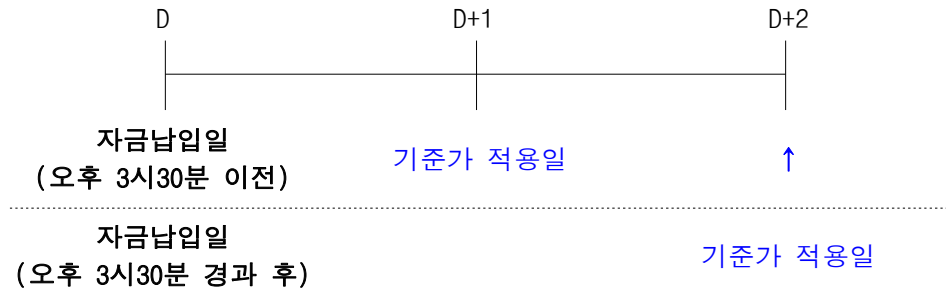 D D+1 D+2
자금납입일
(오후 3시30분 이전)
기준가 적용일
↑
자금납입일
(오후 3시30분 경과 후)
기준가 적용일